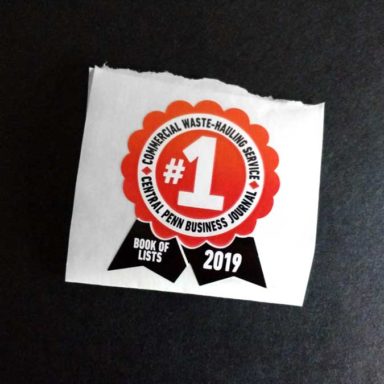 COMMERCIAL WASTE-HAULING SERVICE
#1
CENTRAL PENN BUSINESS JOURNAL
BOOK OF
LISTS
2019